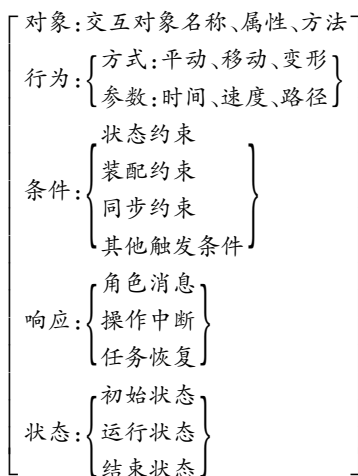 对象:交互对象名称、属性、方法
行为:
方式:平动、移动、变形
参数:时间、速度、路径
条件:
状态约束
装配约束
同步约束
其他触发条件
响应:
角色消息
操作中断
任务恢复
状态:
初始状态
运行状态
结束状态